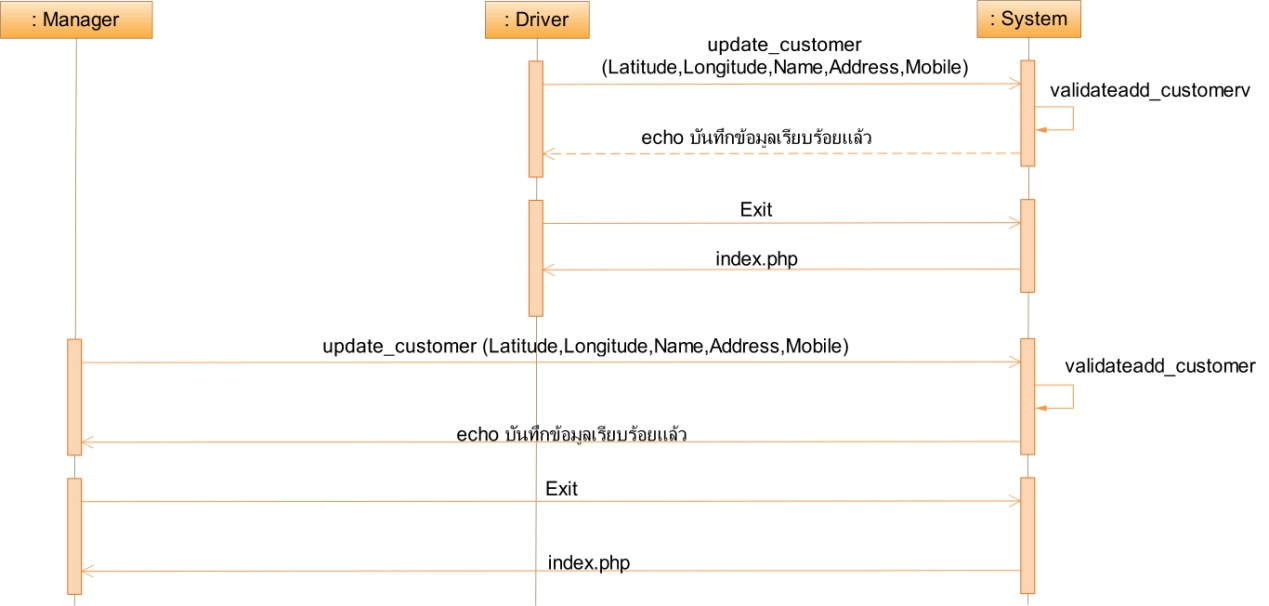 : Manager
: Driver
: System
update_customer
(Latitude,Longitude,Name,Address,Mobile)
validateadd_customerv
echo บันทึกข้อมูลเรียบร้อยแล้ว
Exit
index.php
update_customer (Latitude,Longitude,Name,Address,Mobile)
validateadd_customer
echo บันทึกข้อมูลเรียบร้อยแล้ว
Exit
index.php